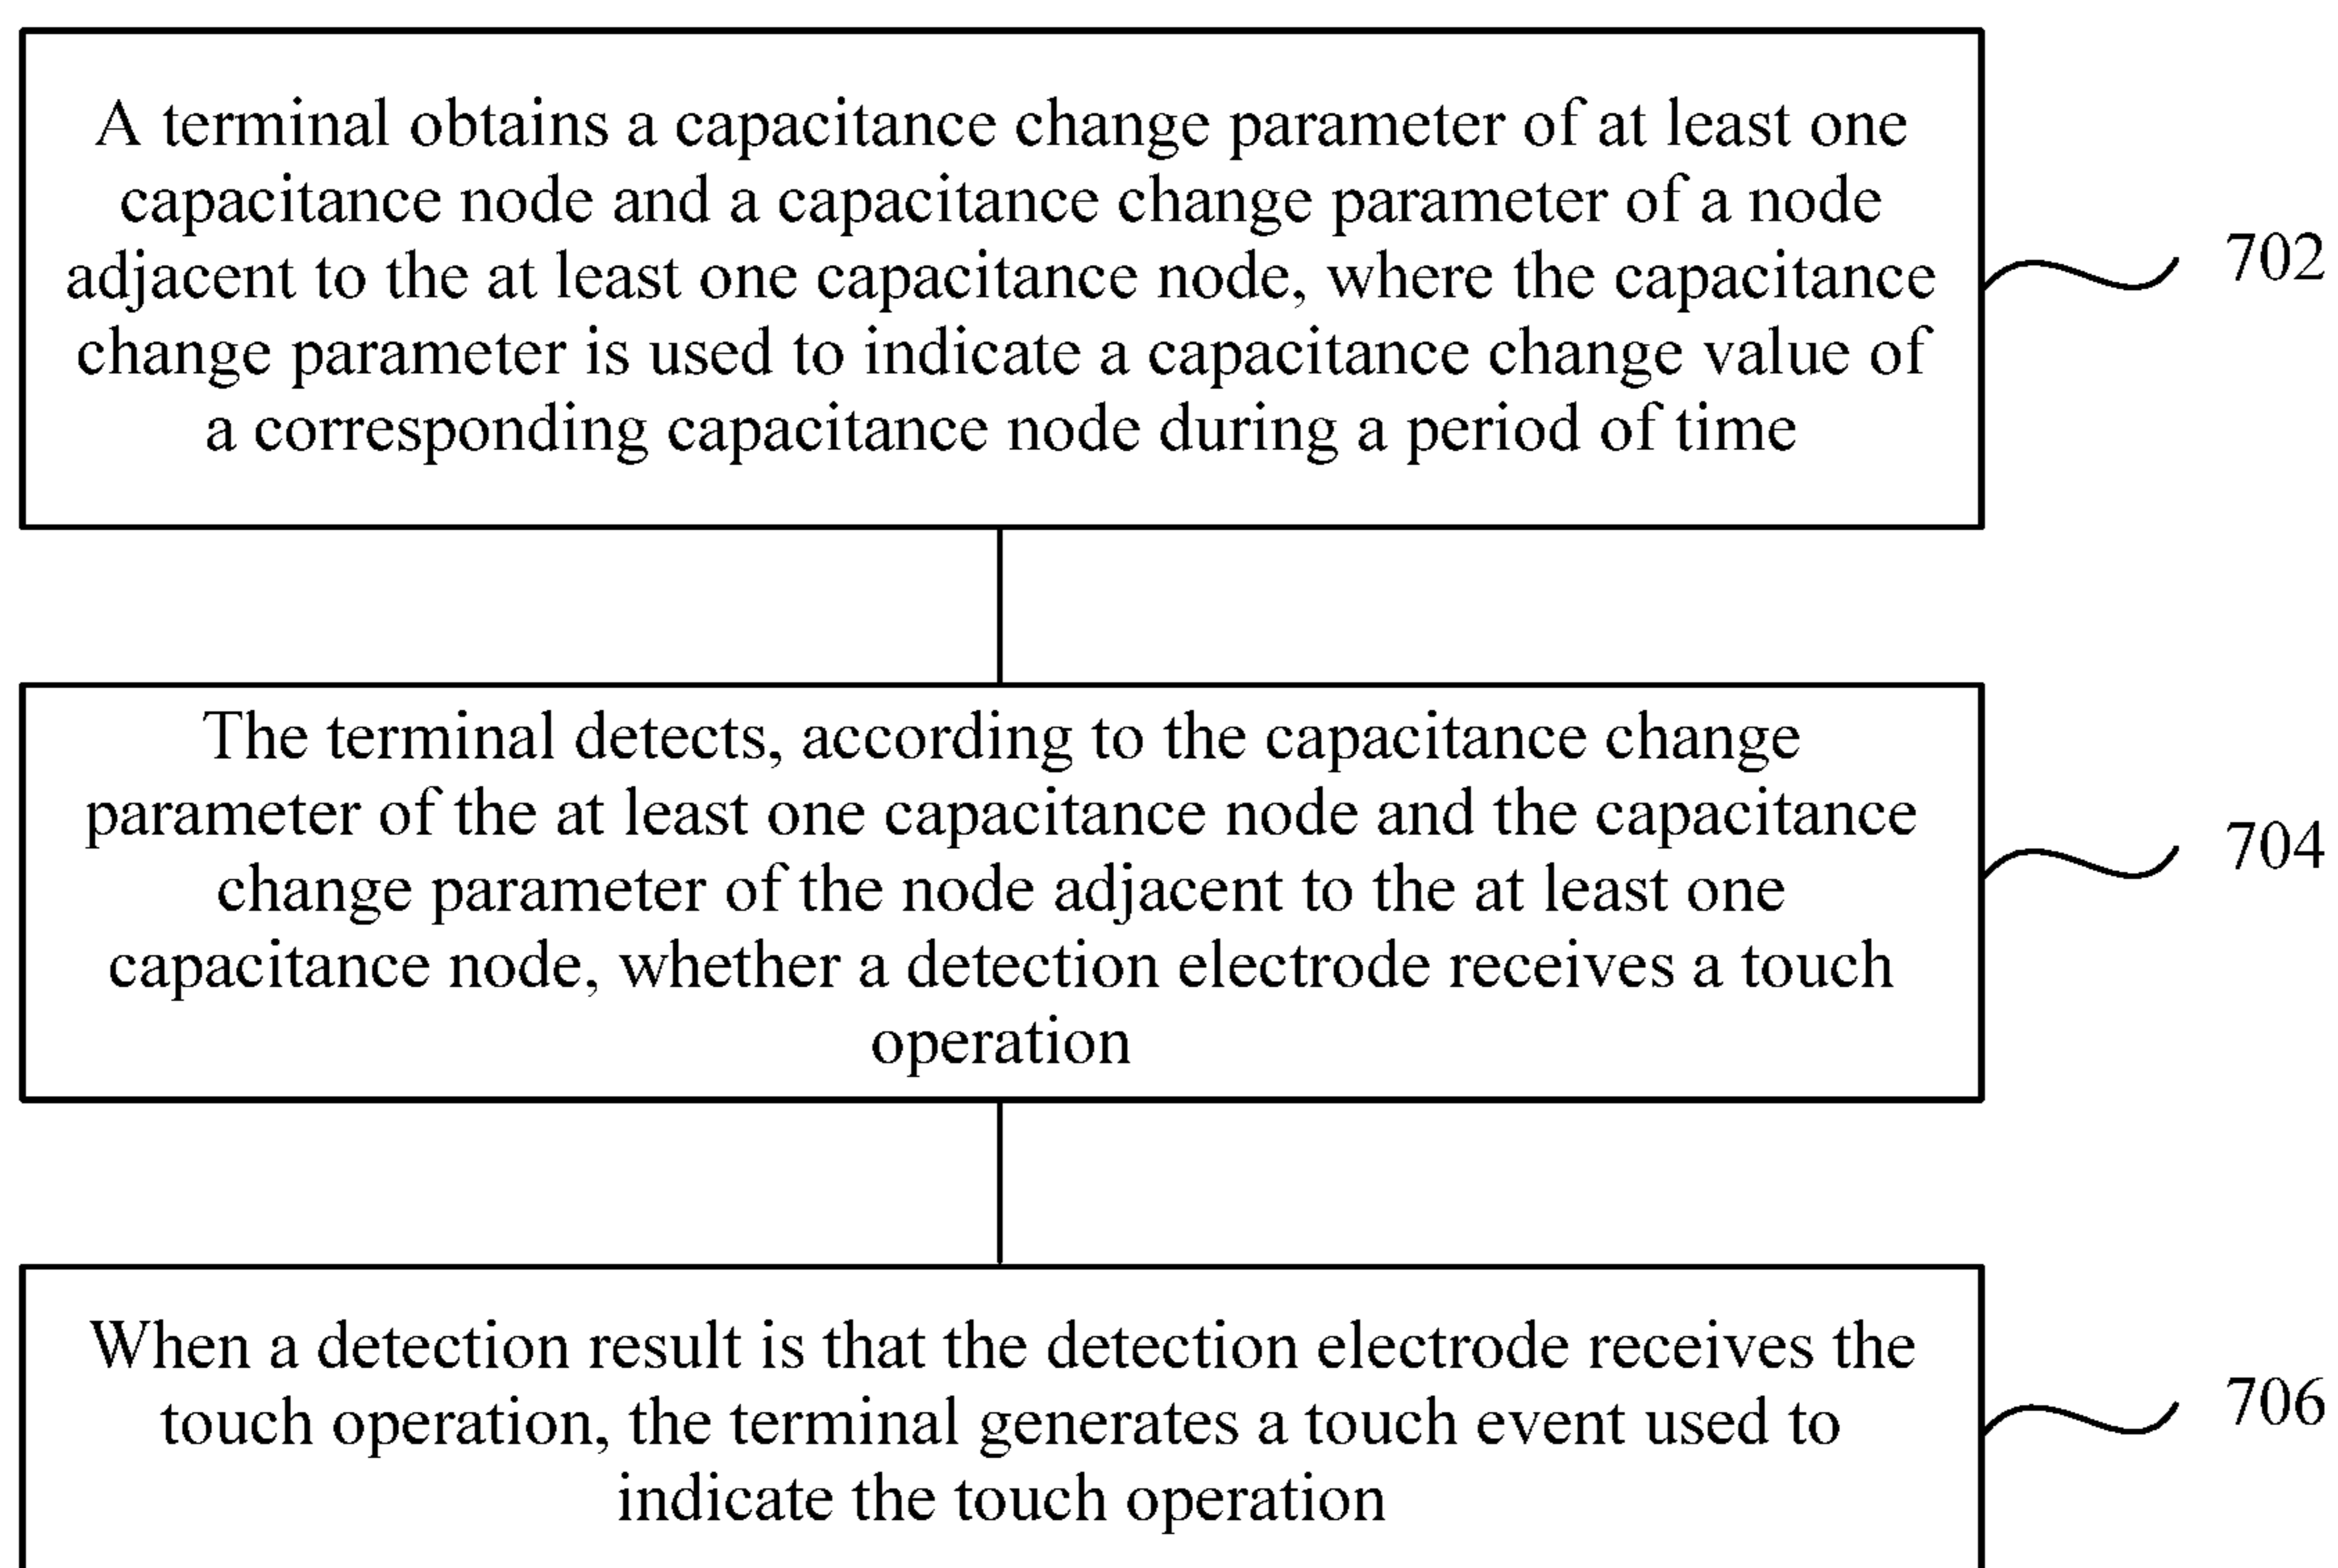 A terminal obtains a capacitance change parameter of at least one
capacitance node and a capacitance change parameter of a node
adjacent to the at least one capacitance node, where the capacitance
change parameter is used to indicate a capacitance change value of
a corresponding capacitance node during a period of time
702
The terminal detects, according to the capacitance change
parameter of the at least one capacitance node and the capacitance
change parameter of the node adjacent to the at least one
capacitance node, whether a detection electrode receives a touch
operation
704
When a detection result is that the detection electrode receives the
touch operation, the terminal generates a touch event used to
indicate the touch operation
706